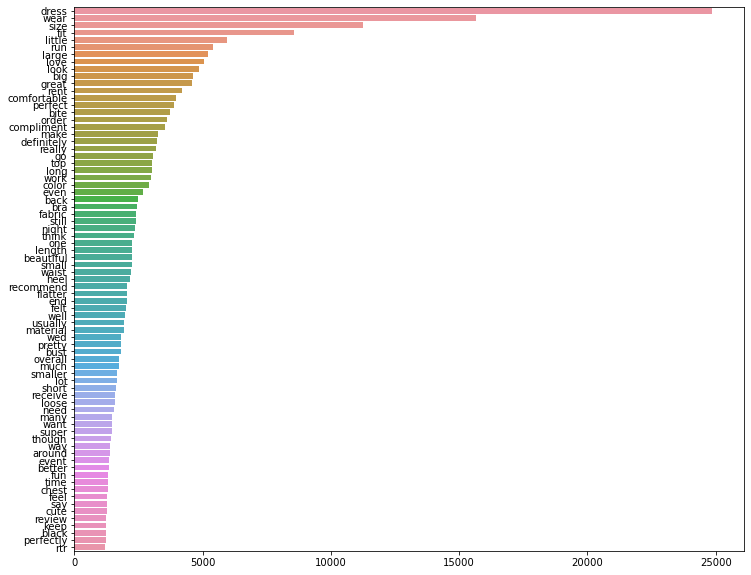 dress
wear
size
fit
little
run
large
love
look
big
great
rent
comfortable
perfect
bite
order
compliment
make
definitely
really
go
top
long
work
color
even
back
bra
fabric
still
night
think
one
length
beautiful
small
waist
heel
recommend
flatter
end
felt
well
usually
material
wed
pretty
bust
overall
much
smaller
lot
short
receive
loose
need
many
want
super
though
way
around
event
better
fun
time
chest
feel
say
cute
review
keep
black
perfectly
rtr
0 5000 10000 15000 20000 25000